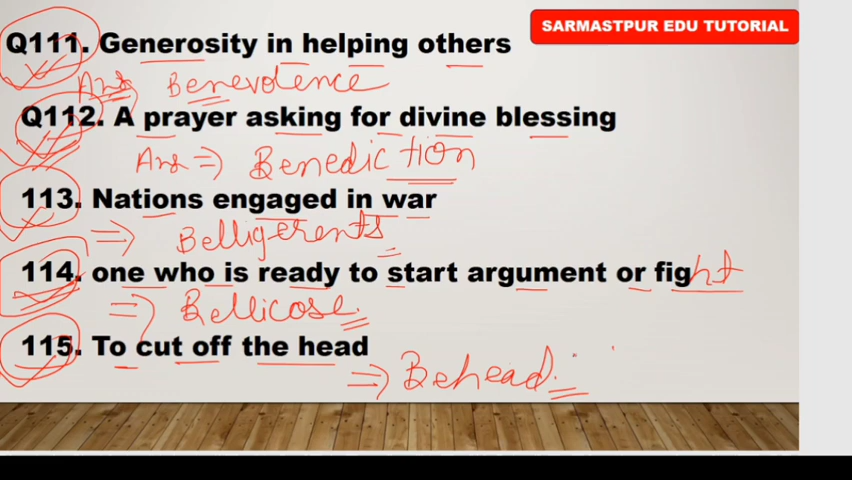 SARMASTPUR EDU TUTORIAL
Q111. Generosity in helping others
Ans Benevolence
Q112. A prayer asking for divine blessing
Ans ⇒ Benediction
113. Nations engaged in war
⇒ Belligerents
114. one who is ready to start argument or fight
⇒ Bellicose.
115. To cut off the head
⇒ Behead.